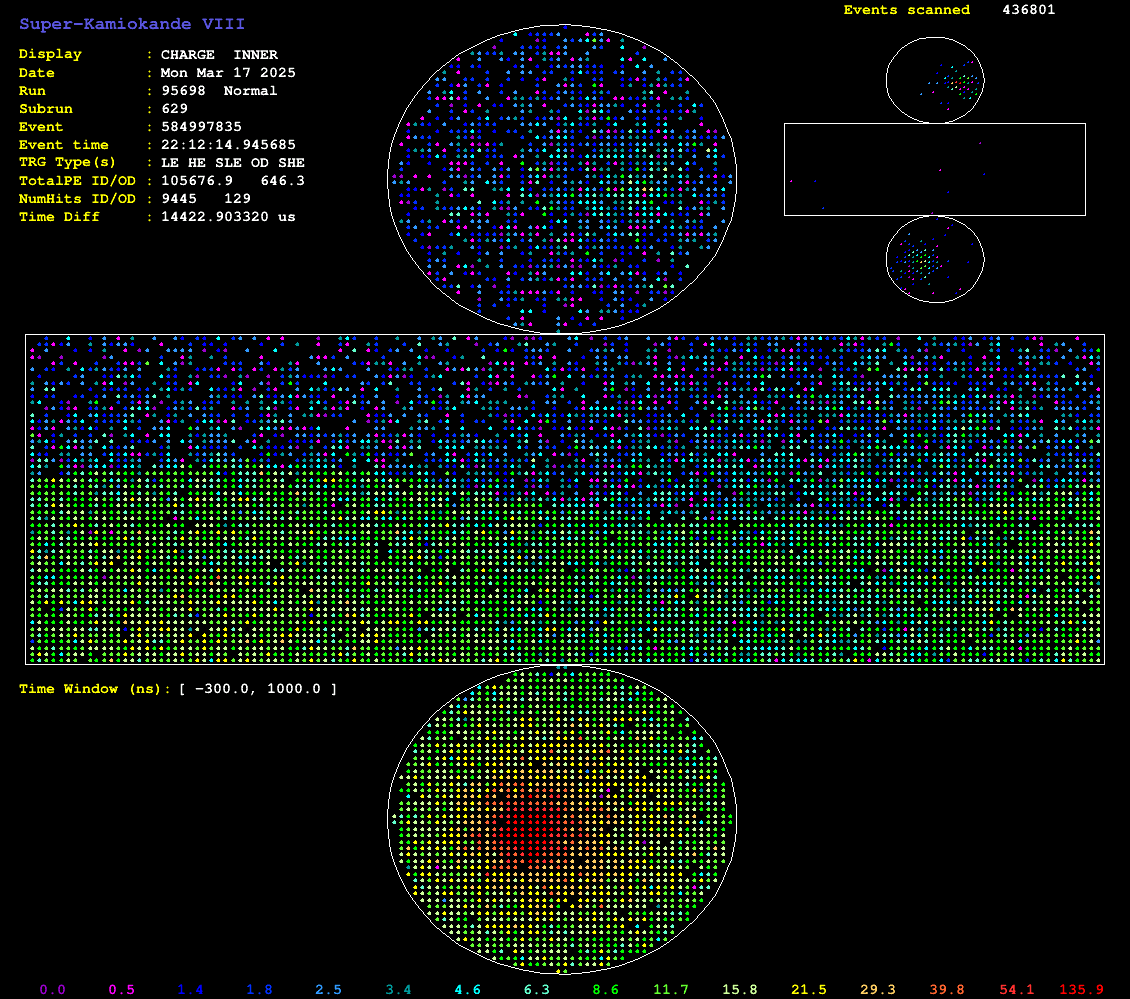 Super-Kamiokande VIII
Events scanned 436801
Display : CHARGE INNER
Date : Mon Mar 17 2025
Run : 95698 Normal
Subrun : 629
Event : 584997835
Event time : 22:12:14.945685
TRG Type(s) : LE HE SLE OD SHE
TotalPE ID/OD : 105676.9 646.3
NumHits ID/OD : 9445 129
Time Diff : 14422.903320 us
Time Window (ns): [ -300.0, 1000.0 ]
0.0 0.5 1.4 1.8 2.5 3.4 4.6 6.3 8.6 11.7 15.8 21.5 29.3 39.8 54.1 135.9